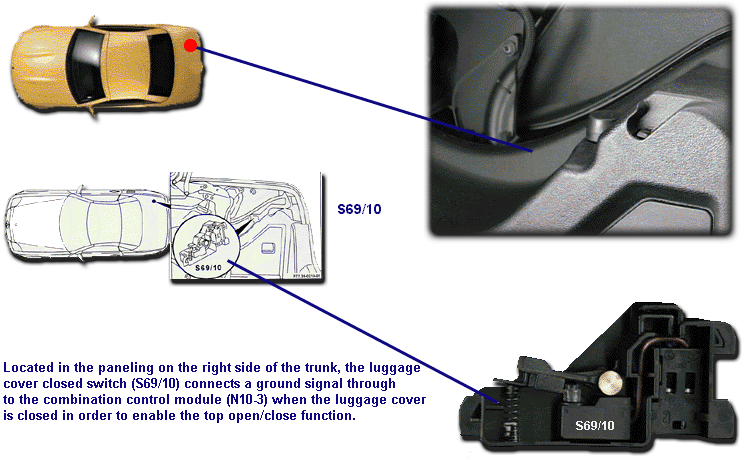 S69/10
S69/10
Located in the paneling on the right side of the trunk, the luggage
cover closed switch (S69/10) connects a ground signal through
to the combination control module (N10-3) when the luggage cover
is closed in order to enable the top open/close function.
S69/10